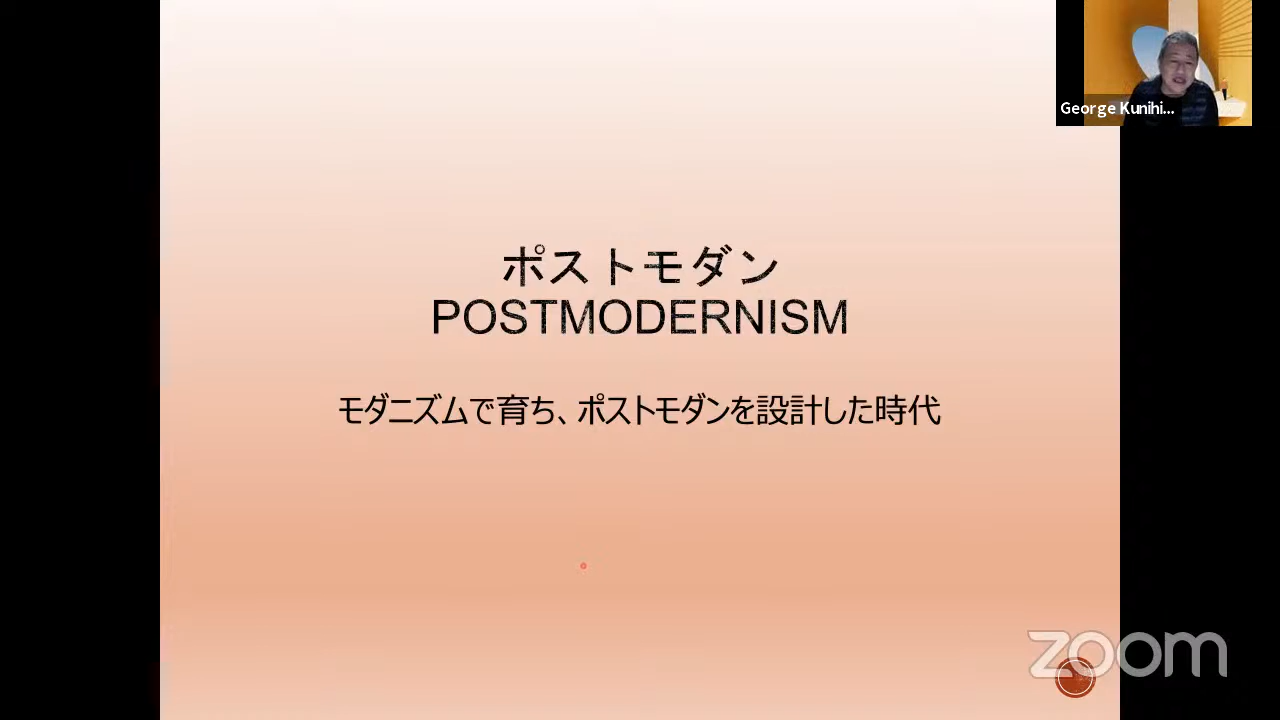 George Kunihi...
ポストモダン
POSTMODERNISM
モダニズムで育ち、ポストモダンを設計した時代
zoom